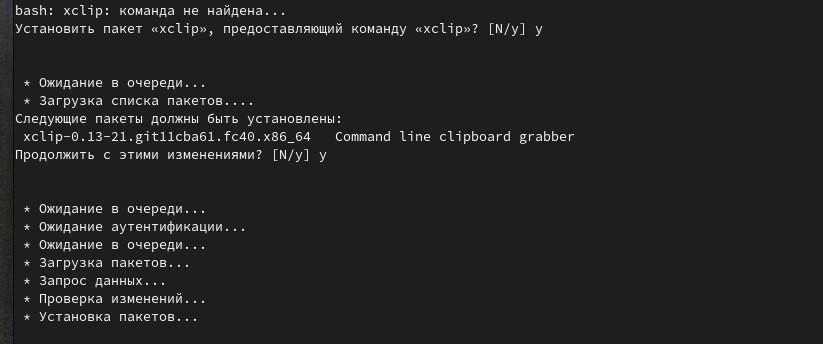 bash: xclip: команда не найдена...
Установить пакет «xclip», предоставляющий команду «xclip»? [N/y] y
* Ожидание в очереди...
* Загрузка списка пакетов....
Следующие пакеты должны быть установлены:
xclip-0.13-21.git11cba61.fc40.x86_64   Command line clipboard grabber
Продолжить с этими изменениями? [N/y] y
* Ожидание в очереди...
* Ожидание аутентификации...
* Ожидание в очереди...
* Загрузка пакетов...
* Запрос данных...
* Проверка изменений...
* Установка пакетов...